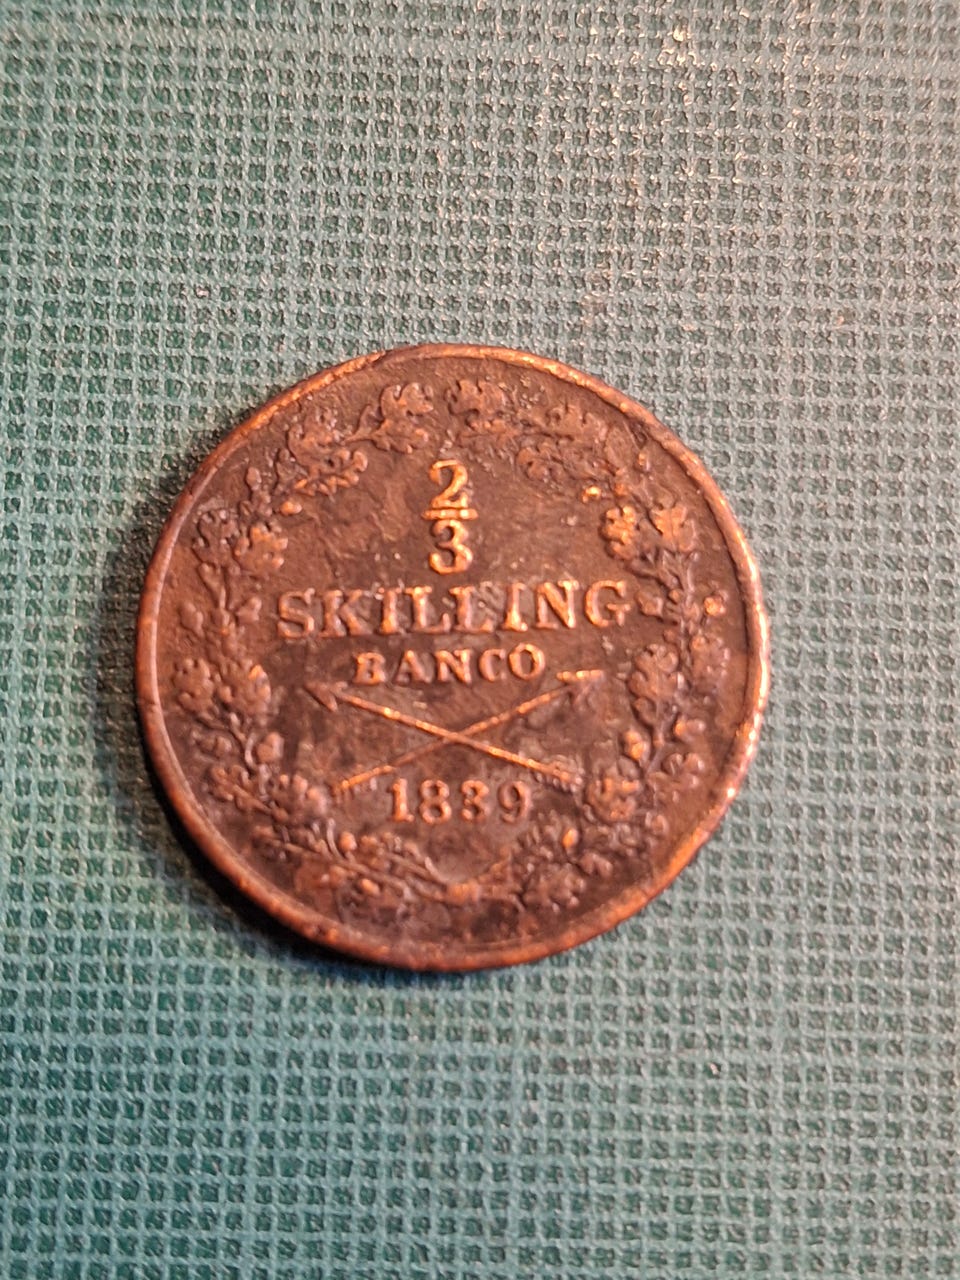 2/3
SKILLING
BANCO
1839